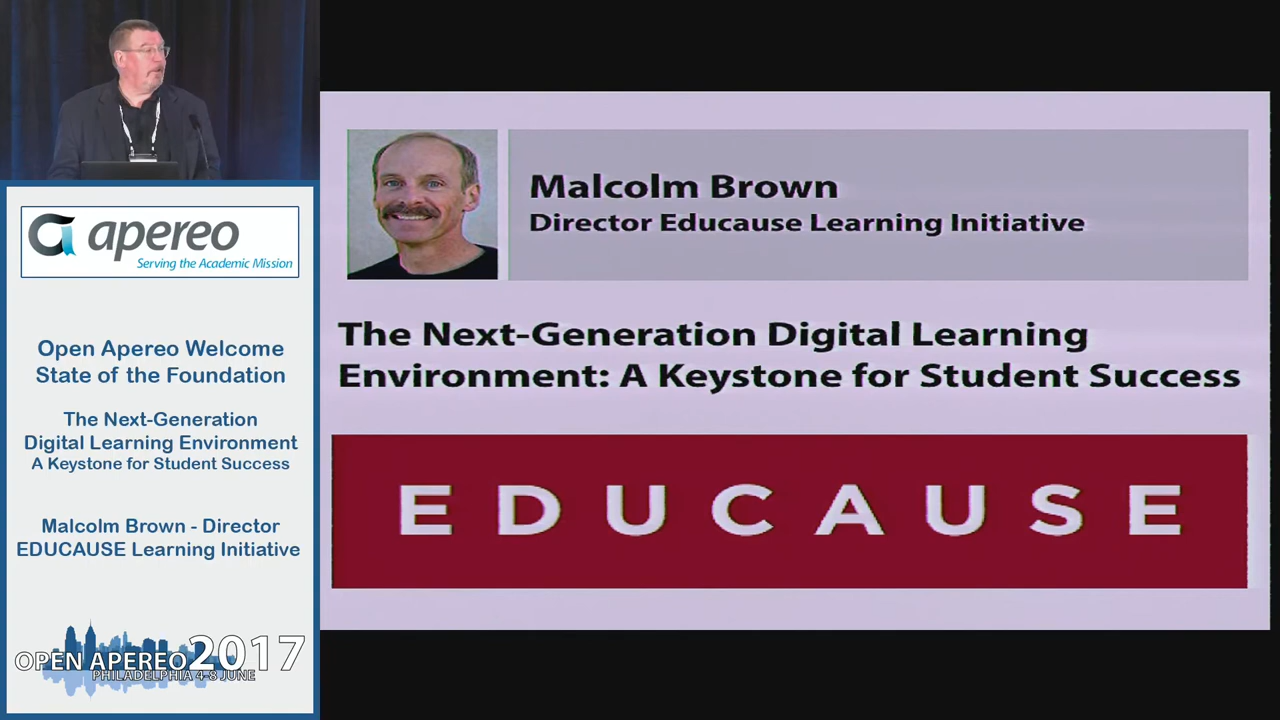 apereo
Serving the Academic Mission
Open Apereo Welcome
State of the Foundation
The Next-Generation
Digital Learning Environment
A Keystone for Student Success
Malcolm Brown - Director
EDUCAUSE Learning Initiative
OPEN APEREO 2017
PHILADELPHIA 4-8 JUNE
Malcolm Brown
Director Educause Learning Initiative
The Next-Generation Digital Learning
Environment: A Keystone for Student Success
EDUCAUSE